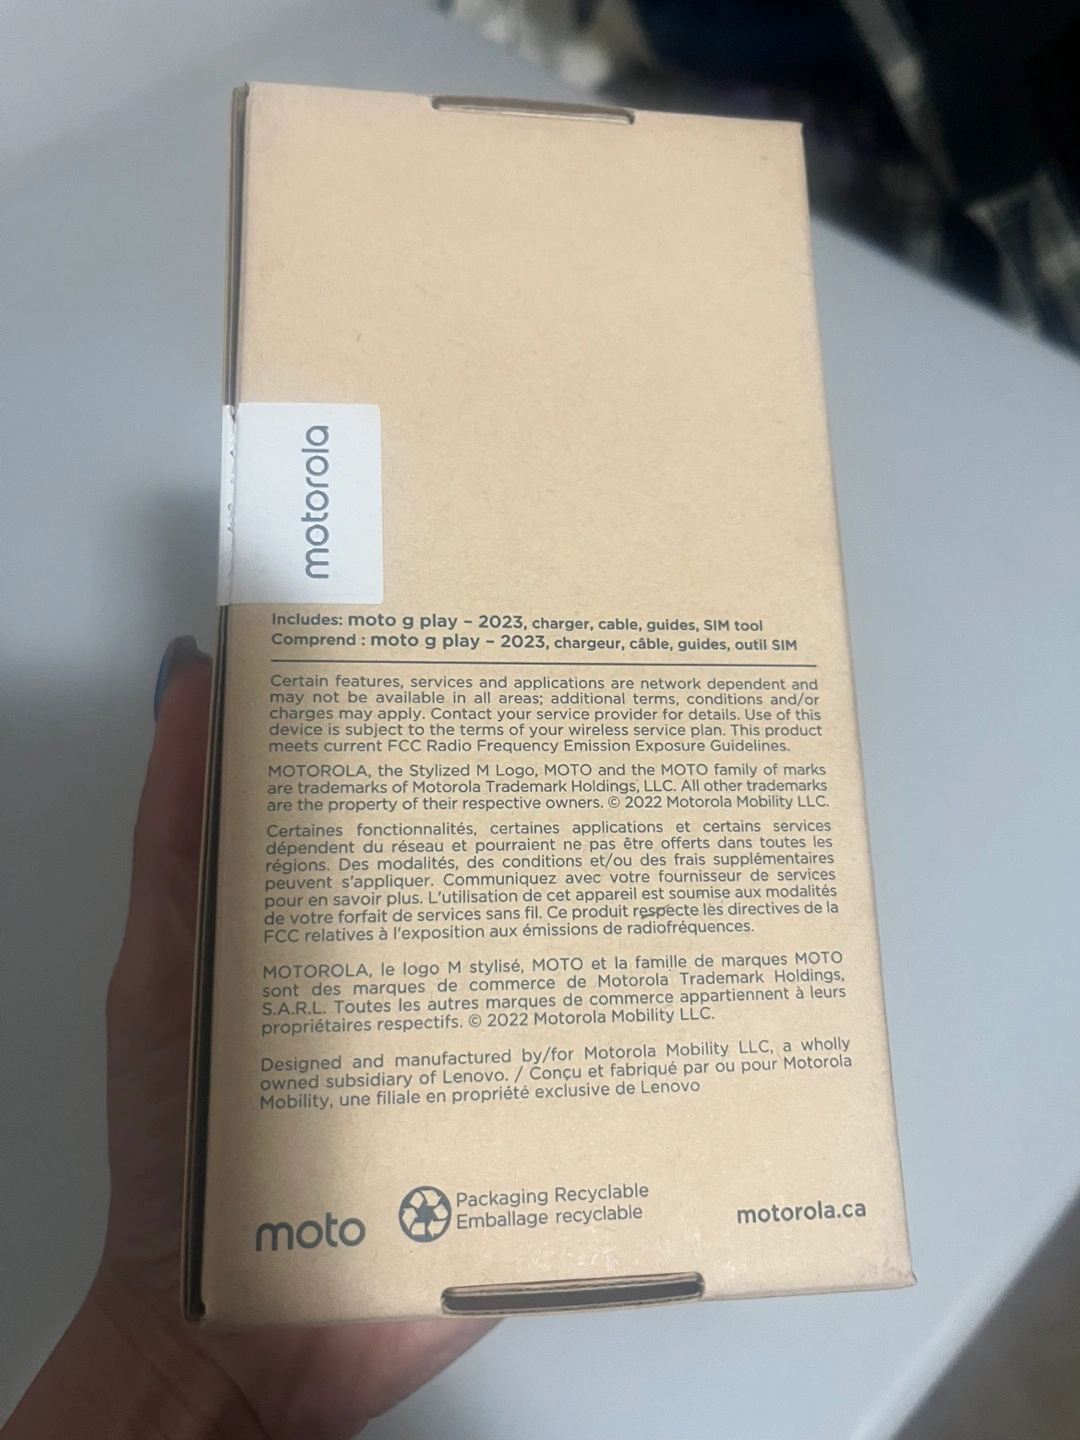 motorola
Includes: moto g play – 2023, charger, cable, guides, SIM tool
Comprend : moto g play – 2023, chargeur, câble, guides, outil SIM
Certain features, services and applications are network dependent and
may not be available in all areas; additional terms, conditions and/or
charges may apply. Contact your service provider for details. Use of this
device is subject to the terms of your wireless service plan. This product
meets current FCC Radio Frequency Emission Exposure Guidelines.
MOTOROLA, the Stylized M Logo, MOTO and the MOTO family of marks
are trademarks of Motorola Trademark Holdings, LLC. All other trademarks
are the property of their respective owners. © 2022 Motorola Mobility LLC.
Certaines fonctionnalités, certaines applications et certains services
dépendent du réseau et pourraient ne pas être offerts dans toutes les
régions. Des modalités, des conditions et/ou des frais supplémentaires
peuvent s'appliquer. Communiquez avec votre fournisseur de services
pour en savoir plus. L'utilisation de cet appareil est soumise aux modalités
de votre forfait de services sans fil. Ce produit respecte les directives de la
FCC relatives à l'exposition aux émissions de radiofréquences.
MOTOROLA, le logo M stylisé, MOTO et la famille de marques MOTO
sont des marques de commerce de Motorola Trademark Holdings,
S.A.R.L. Toutes les autres marques de commerce appartiennent à leurs
propriétaires respectifs. © 2022 Motorola Mobility LLC.
Designed and manufactured by/for Motorola Mobility LLC, a wholly
owned subsidiary of Lenovo. / Conçu et fabriqué par ou pour Motorola
Mobility, une filiale en propriété exclusive de Lenovo
moto
Packaging Recyclable
Emballage recyclable
motorola.ca